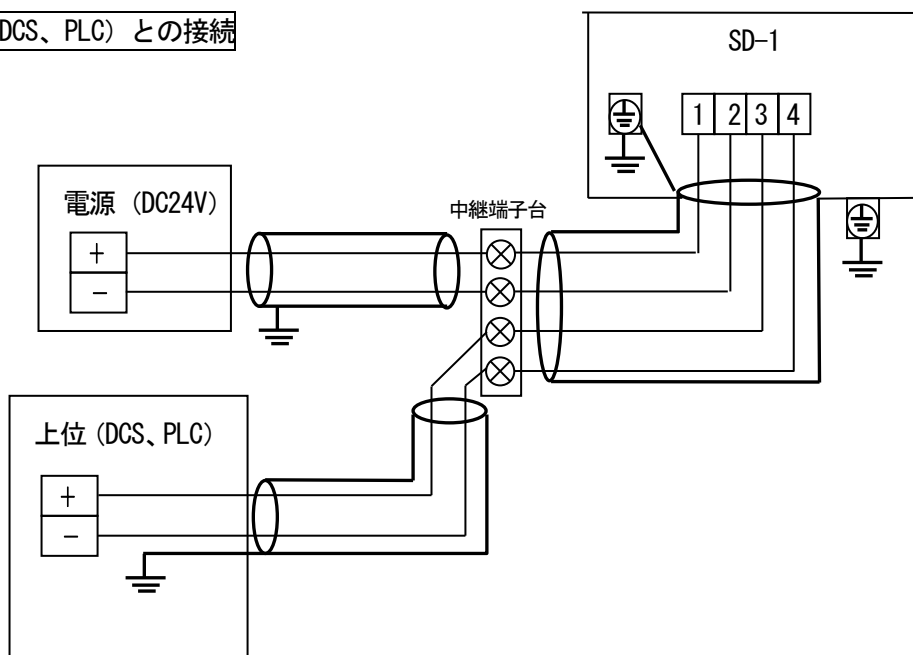 DCS、PLC）との接続
SD-1
1 2 3 4
電源（DC24V）
+
-
中継端子台
上位（DCS、PLC）
+
-